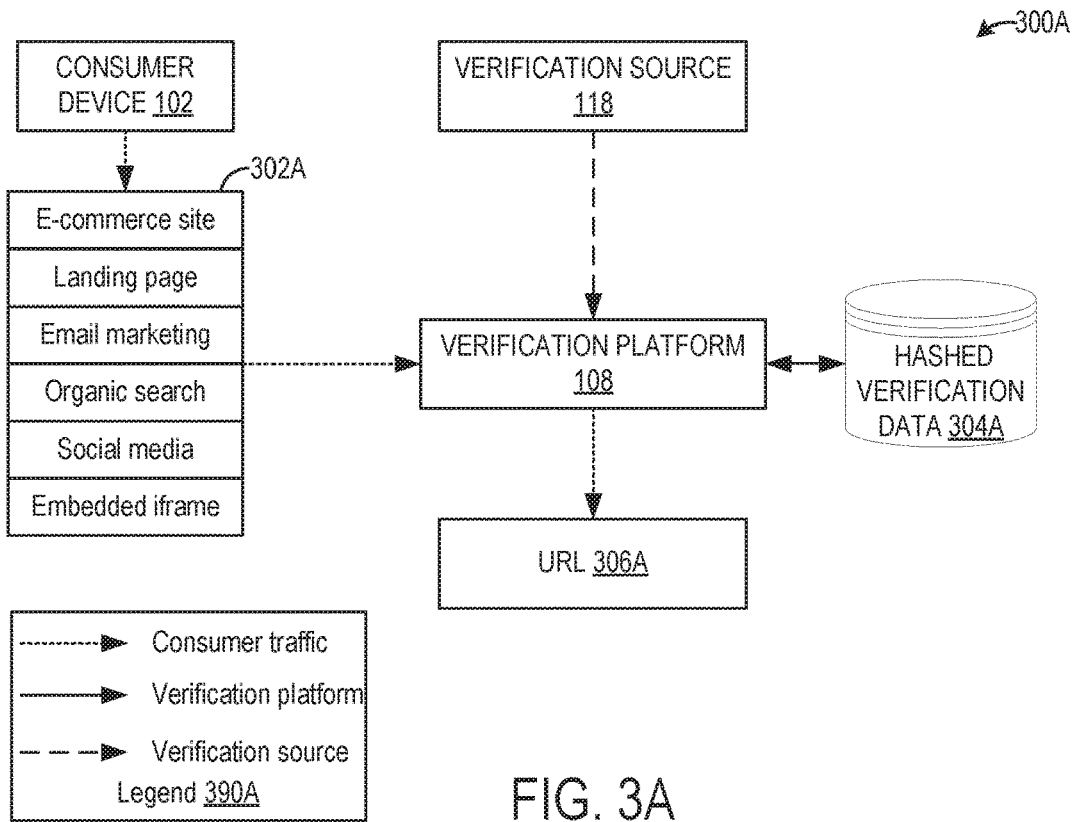 300A
CONSUMER
DEVICE 102
VERIFICATION SOURCE
118
302A
E-commerce site
Landing page
Email marketing
Organic search
Social media
Embedded iframe
VERIFICATION PLATFORM
108
HASHED
VERIFICATION
DATA 304A
URL 306A
Consumer traffic
Verification platform
Verification source
Legend 390A
FIG. 3A